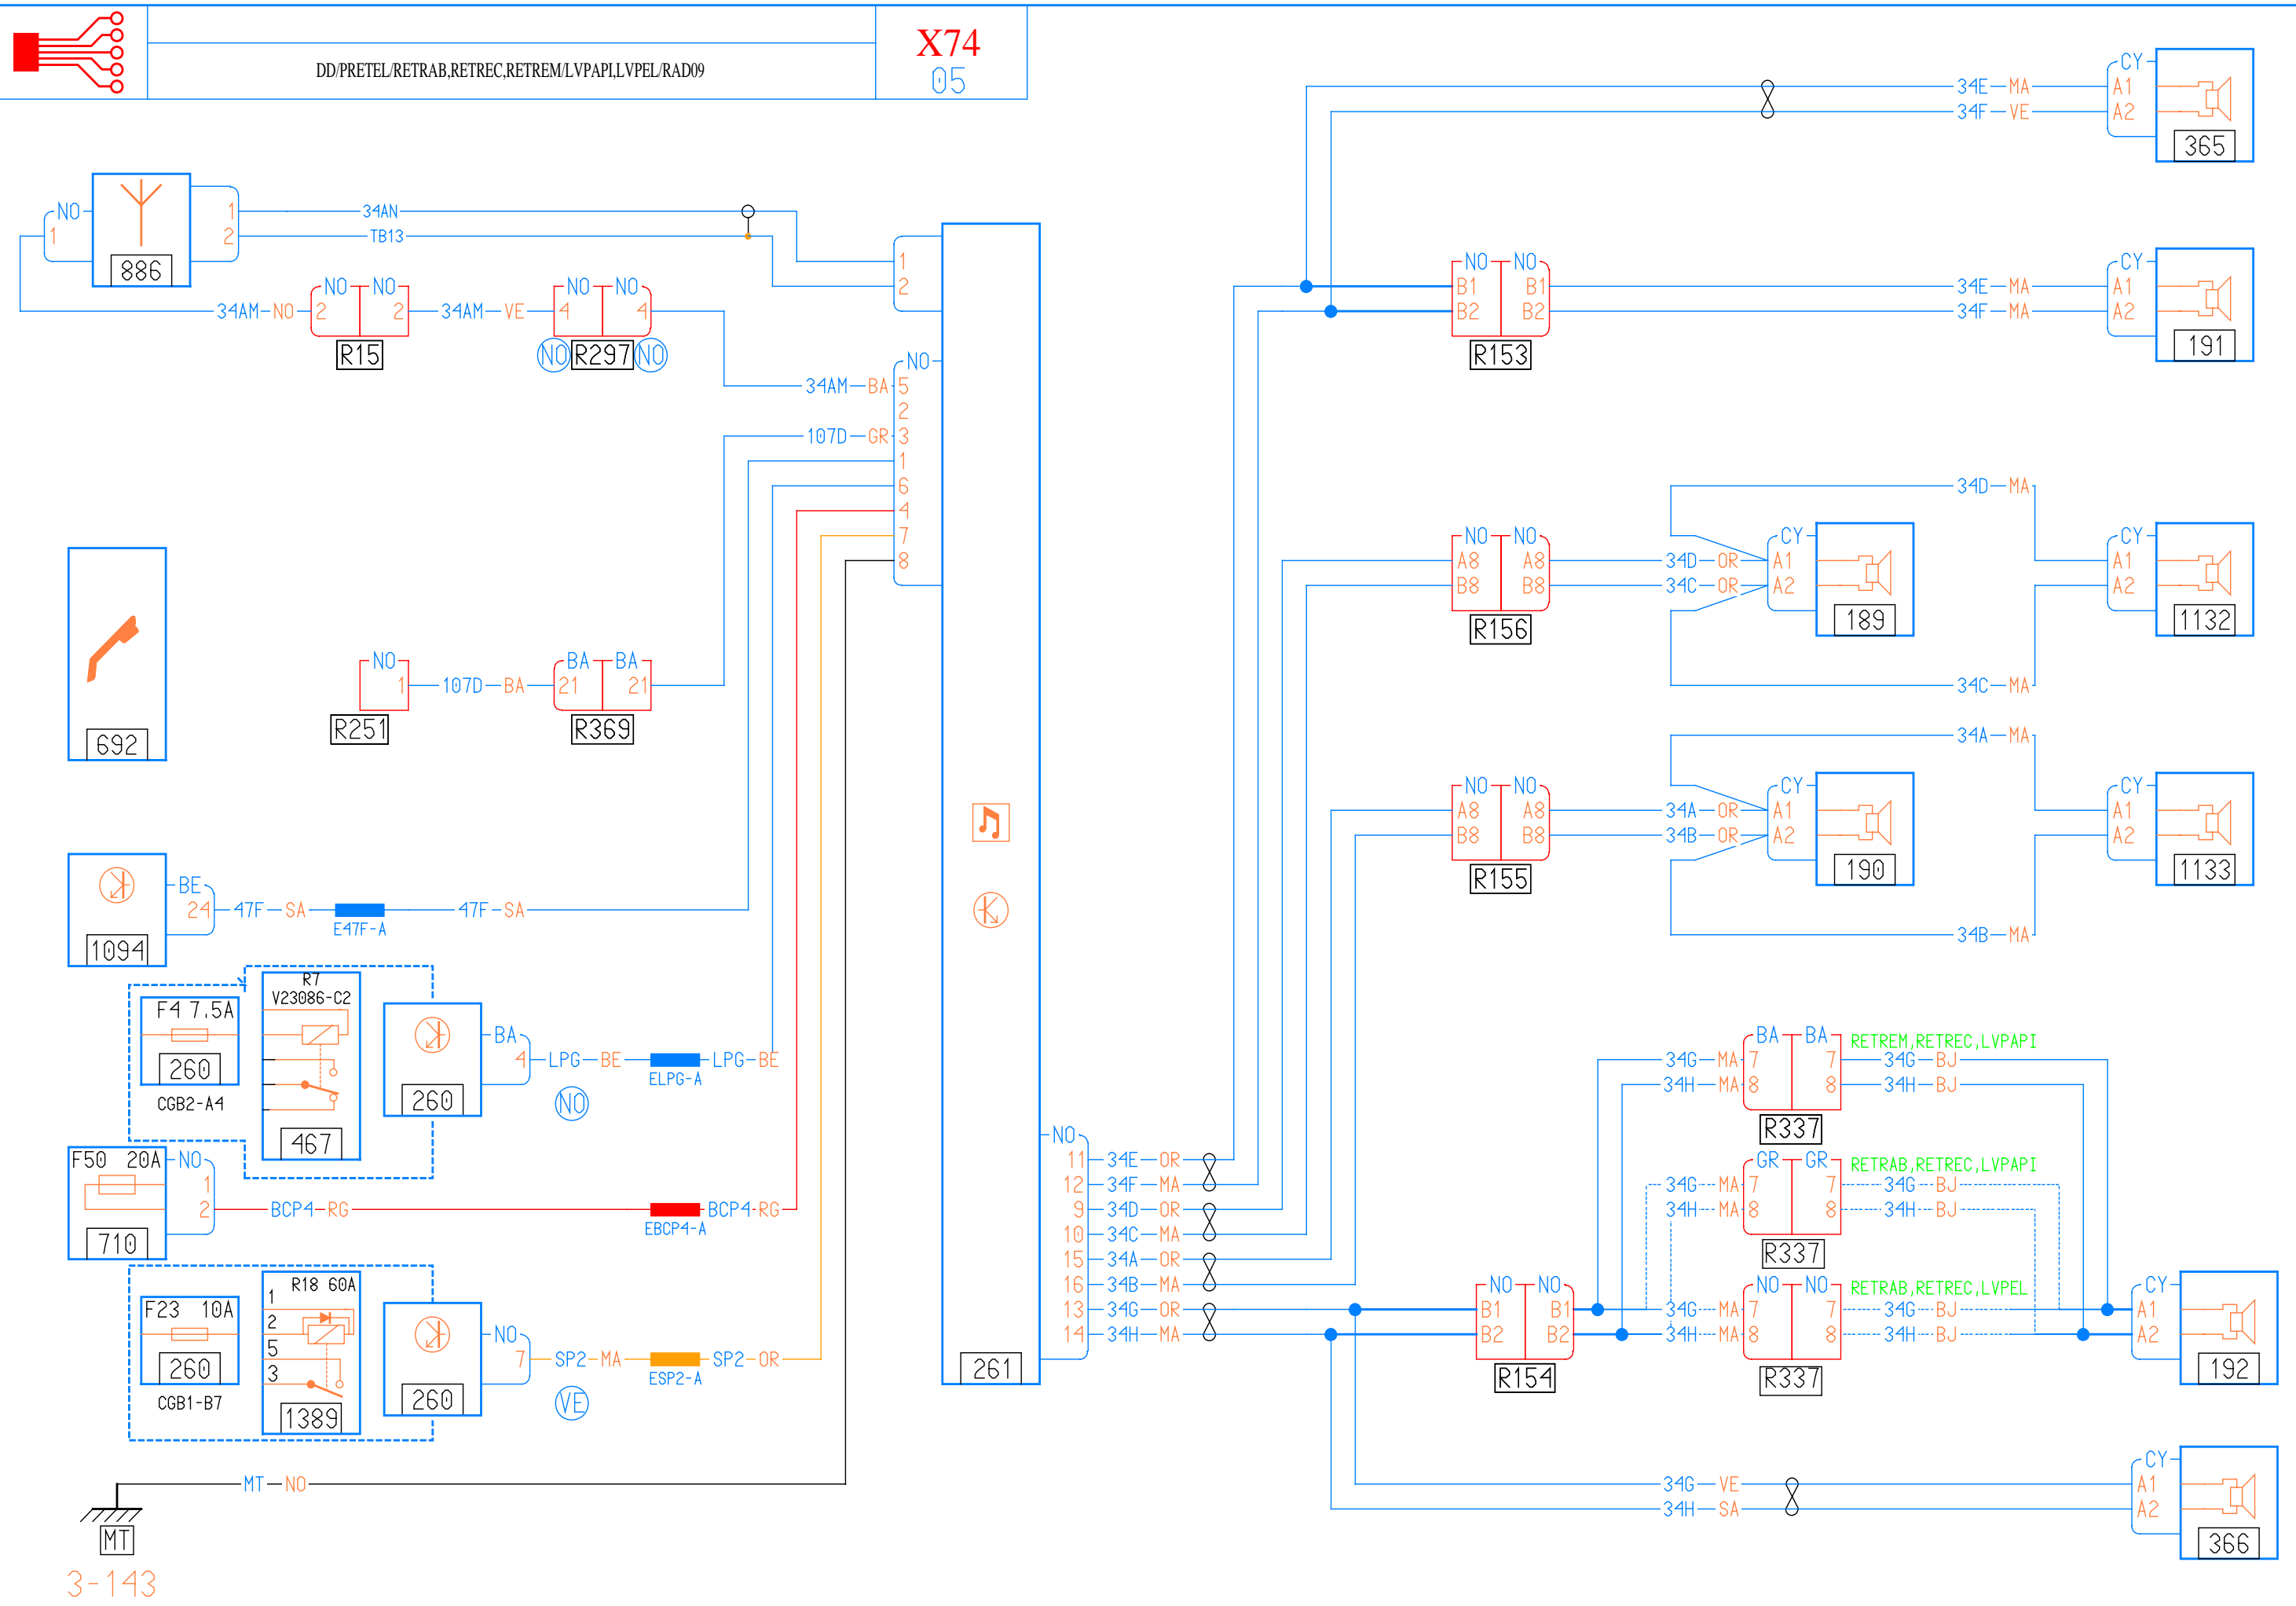 X74
DD/PRETEL/RETRAB,RETREC,RETREM/LVPAPI,LVPEL/RAD09
05
CY
34E MA A1
34F VE A2
365
NO
1
1 34AN
2 TB13
886
1
2
34AM NO 2 NO NO 2 34AM VE 4 NO NO 4
R15
NO R297 NO
NO
34AM BA 5
2
107D GR 3
1
6
4
7
8
NO NO
B1 B1 34E MA A1 CY
B2 B2 34F MA A2
R153
191
34D MA
NO NO
A8 A8 34D OR A1 CY
B8 B8 34C OR A2
R156
189
CY
A1
A2
1132
34C MA
692
NO
1 107D BA 21 BA BA 21
R251
R369
34A MA
NO NO
A8 A8 34A OR A1 CY
B8 B8 34B OR A2
R155
190
CY
A1
A2
1133
34B MA
BE
24 47F SA 47F SA
E47F-A
1094
R7
V23086-C2
F4 7.5A
260
CGB2-A4
467
BA
4 LPG BE LPG BE
ELPG-A
260
NO
F50 20A NO
1
2 BCP4 RG BCP4 RG
EBCP4-A
710
R18 60A
1
2
5
3
F23 10A
260
CGB1-B7
1389
NO
7 SP2 MA SP2 OR
ESP2-A
260
VE
261
NO
11 34E OR
12 34F MA
9 34D OR
10 34C MA
15 34A OR
16 34B MA
13 34G OR
14 34H MA
NO NO
B1 B1
B2 B2
R154
BA BA RETREM,RETREC,LVPAPI
34G MA 7 7 34G BJ
34H MA 8 8 34H BJ
R337
GR GR RETRAB,RETREC,LVPAPI
34G MA 7 7 34G BJ
34H MA 8 8 34H BJ
R337
NO NO RETRAB,RETREC,LVPEL
34G MA 7 7 34G BJ
34H MA 8 8 34H BJ
R337
CY
A1
A2
192
CY
34G VE A1
34H SA A2
366
MT NO
MT
3-143